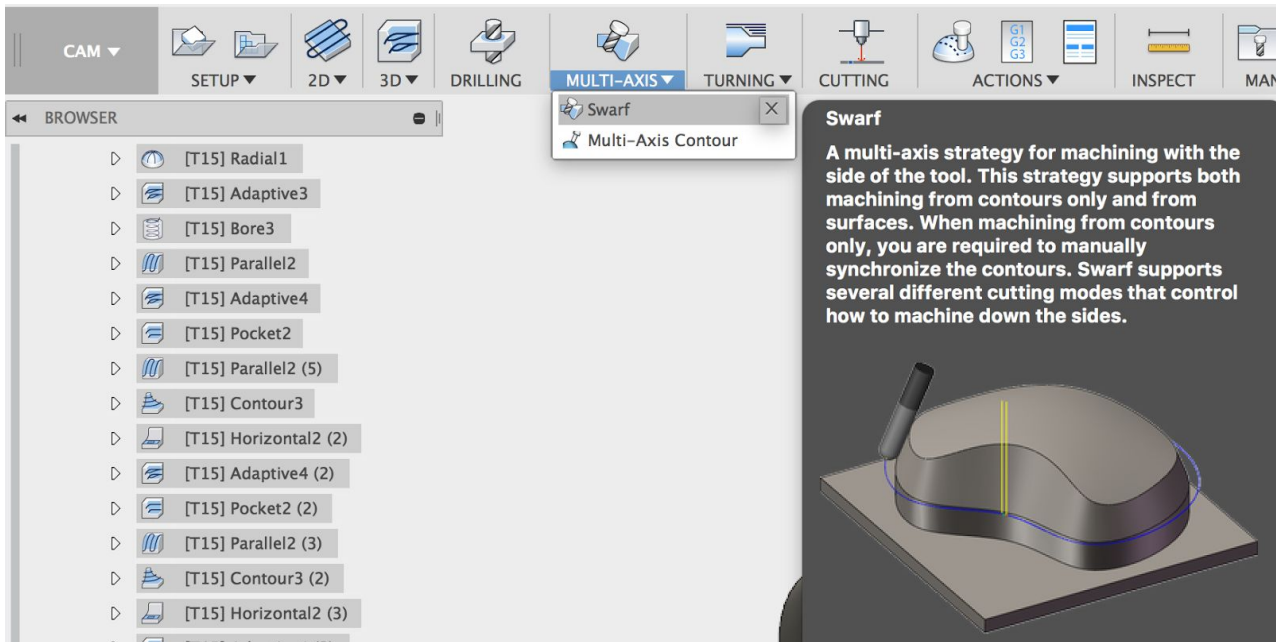 CAM
SETUP
2D
3D
DRILLING
MULTI-AXIS
TURNING
CUTTING
G1
G2
G3
ACTIONS
INSPECT
MAN
BROWSER
Swarf
Multi-Axis Contour
[T15] Radial1
[T15] Adaptive3
[T15] Bore3
[T15] Parallel2
[T15] Adaptive4
[T15] Pocket2
[T15] Parallel2 (5)
[T15] Contour3
[T15] Horizontal2 (2)
[T15] Adaptive4 (2)
[T15] Pocket2 (2)
[T15] Parallel2 (3)
[T15] Contour3 (2)
[T15] Horizontal2 (3)
Swarf
A multi-axis strategy for machining with the
side of the tool. This strategy supports both
machining from contours only and from
surfaces. When machining from contours
only, you are required to manually
synchronize the contours. Swarf supports
several different cutting modes that control
how to machine down the sides.